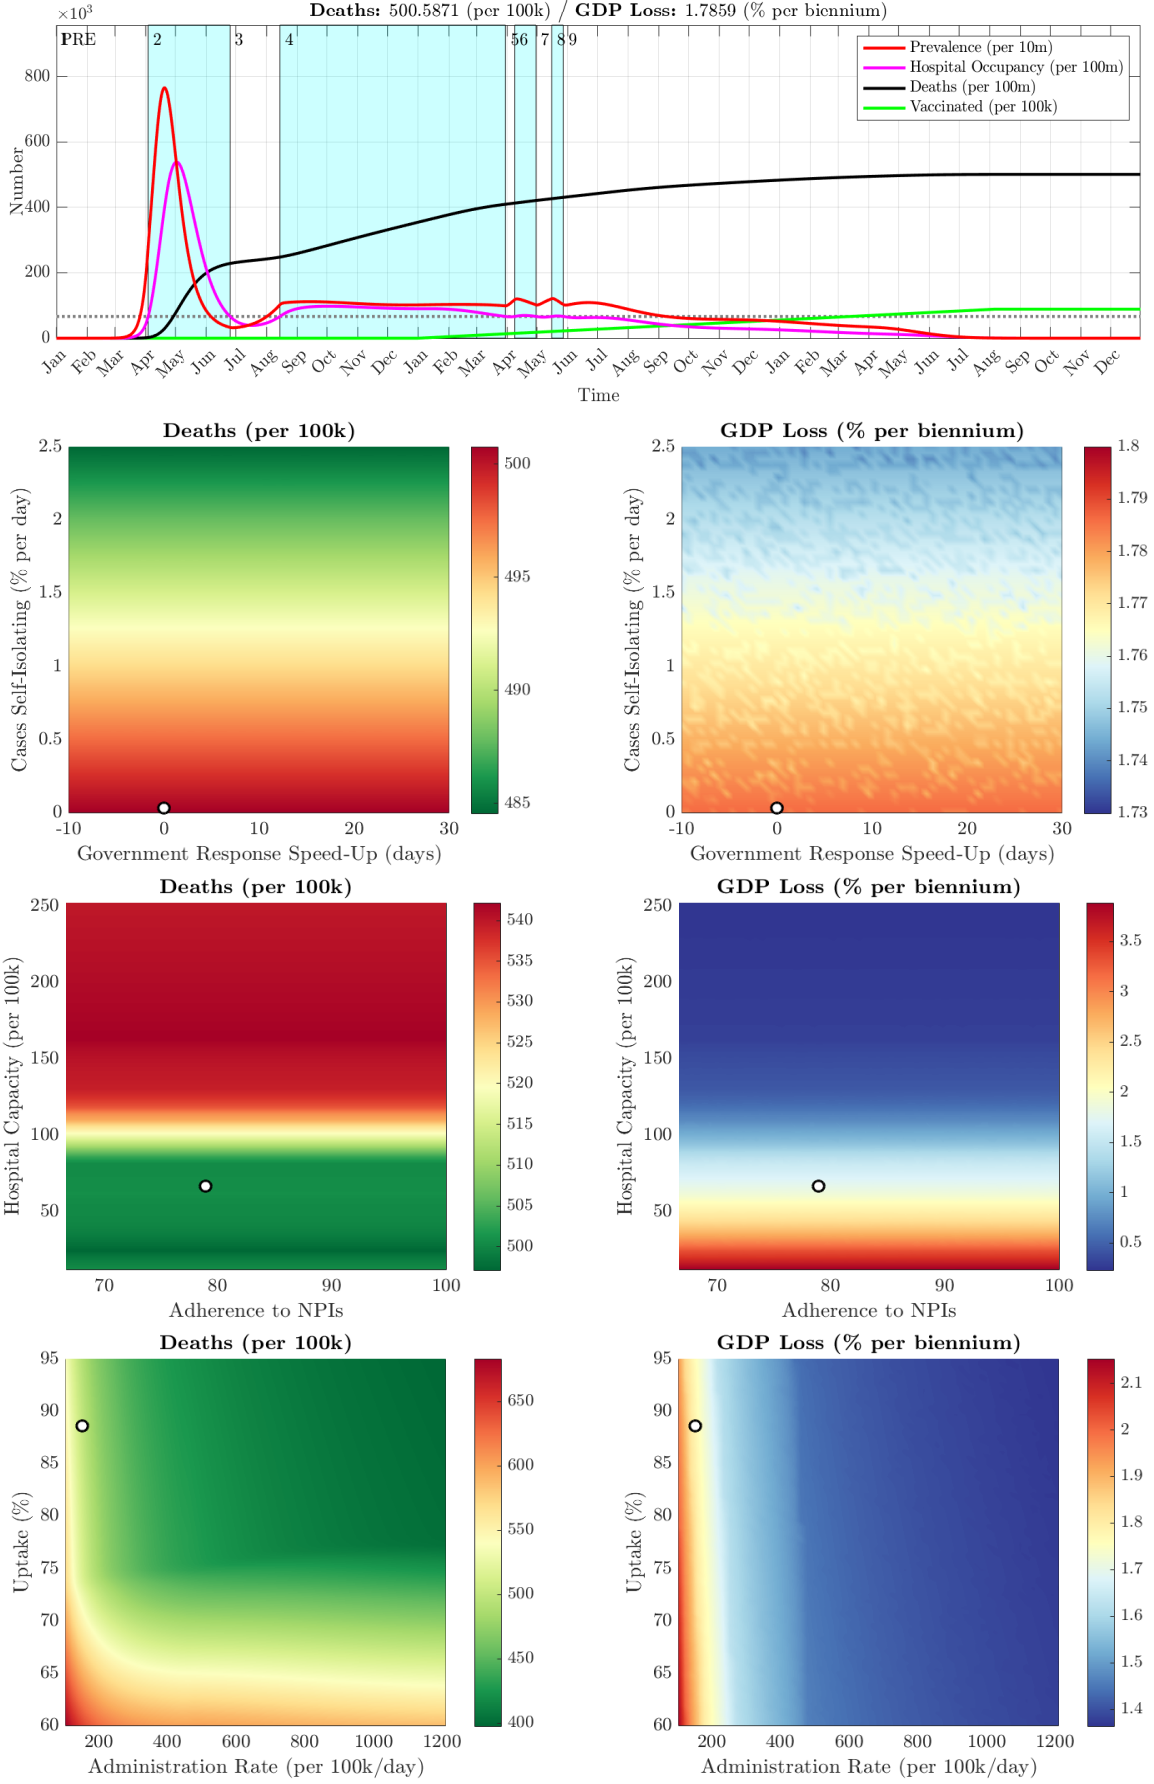 Deaths: 500.5871 (per 100k) / GDP Loss: 1.7859 (% per biennium)
×10³
PRE 2 3 4 5 6 7 8 9
Prevalence (per 10m)
Hospital Occupancy (per 100m)
Deaths (per 100m)
Vaccinated (per 100k)
Number
800
600
400
200
0
Jan Feb Mar Apr May Jun Jul Aug Sep Oct Nov Dec Jan Feb Mar Apr May Jun Jul Aug Sep Oct Nov Dec Jan Feb Mar Apr May Jun Jul Aug Sep Oct Nov Dec
Time
Deaths (per 100k)
Cases Self-Isolating (% per day)
2.5
2
1.5
1
0.5
0
-10 0 10 20 30
Government Response Speed-Up (days)
500
495
490
485
GDP Loss (% per biennium)
Cases Self-Isolating (% per day)
2.5
2
1.5
1
0.5
0
-10 0 10 20 30
Government Response Speed-Up (days)
1.8
1.79
1.78
1.77
1.76
1.75
1.74
1.73
Deaths (per 100k)
Hospital Capacity (per 100k)
250
200
150
100
50
70 80 90 100
Adherence to NPIs
540
535
530
525
520
515
510
505
500
GDP Loss (% per biennium)
Hospital Capacity (per 100k)
250
200
150
100
50
70 80 90 100
Adherence to NPIs
3.5
3
2.5
2
1.5
1
0.5
Deaths (per 100k)
Uptake (%)
95
90
85
80
75
70
65
60
200 400 600 800 1000 1200
Administration Rate (per 100k/day)
650
600
550
500
450
400
GDP Loss (% per biennium)
Uptake (%)
95
90
85
80
75
70
65
60
200 400 600 800 1000 1200
Administration Rate (per 100k/day)
2.1
2
1.9
1.8
1.7
1.6
1.5
1.4